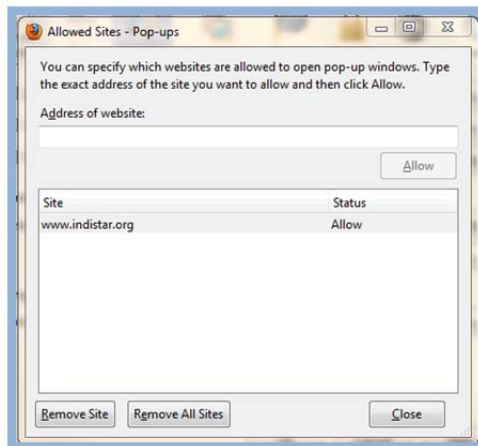 Allowed Sites - Pop-ups
You can specify which websites are allowed to open pop-up windows. Type
the exact address of the site you want to allow and then click Allow.
Address of website:
Allow
Site Status
www.indistar.org Allow
Remove Site Remove All Sites Close